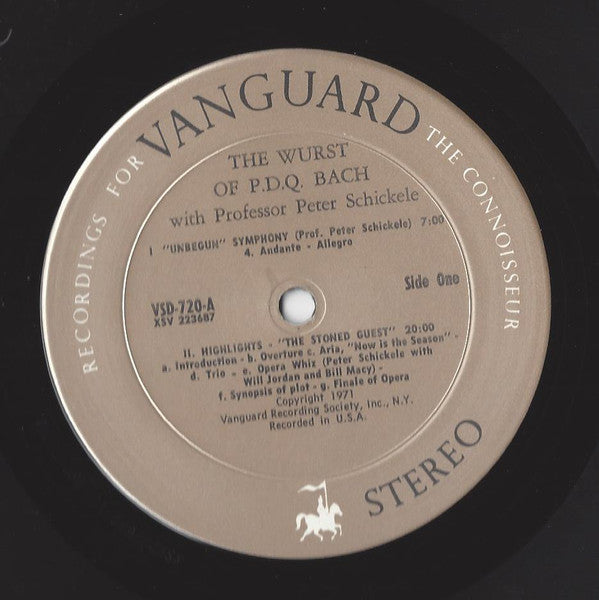 RECORDINGS FOR VANGUARD THE CONNOISSEUR
THE WURST
OF P.D.Q. BACH
with Professor Peter Schickele
I "UNBEGUN" SYMPHONY (Prof. Peter Schickele) 7:00
4. Andante - Allegro
VSD-720-A
XSV 223687
Side One
II. HIGHLIGHTS - "THE STONED GUEST" 20:00
a. Introduction - b. Overture c. Aria, "Now is the Season" -
d. Trio - e. Opera Whiz (Peter Schickele with
Will Jordan and Bill Macy) -
f. Synopsis of plot - g. Finale of Opera
Copyright 1971
Vanguard Recording Society, Inc., N.Y.
Recorded in U.S.A.
STEREO